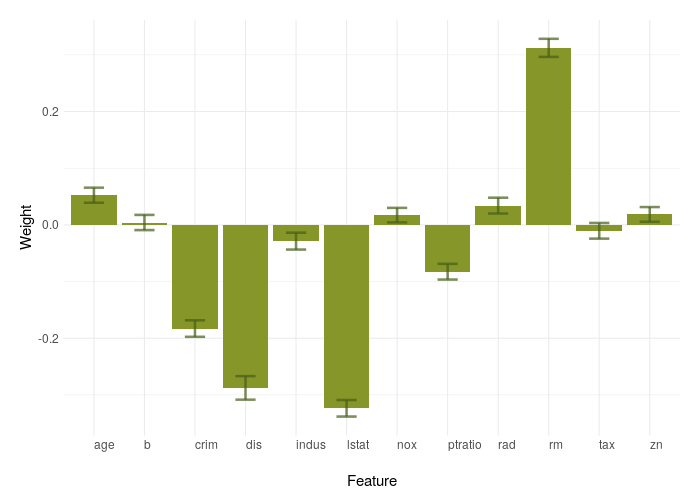 0.2
0.0
-0.2
Weight
age b crim dis indus lstat nox ptratio rad rm tax zn
Feature